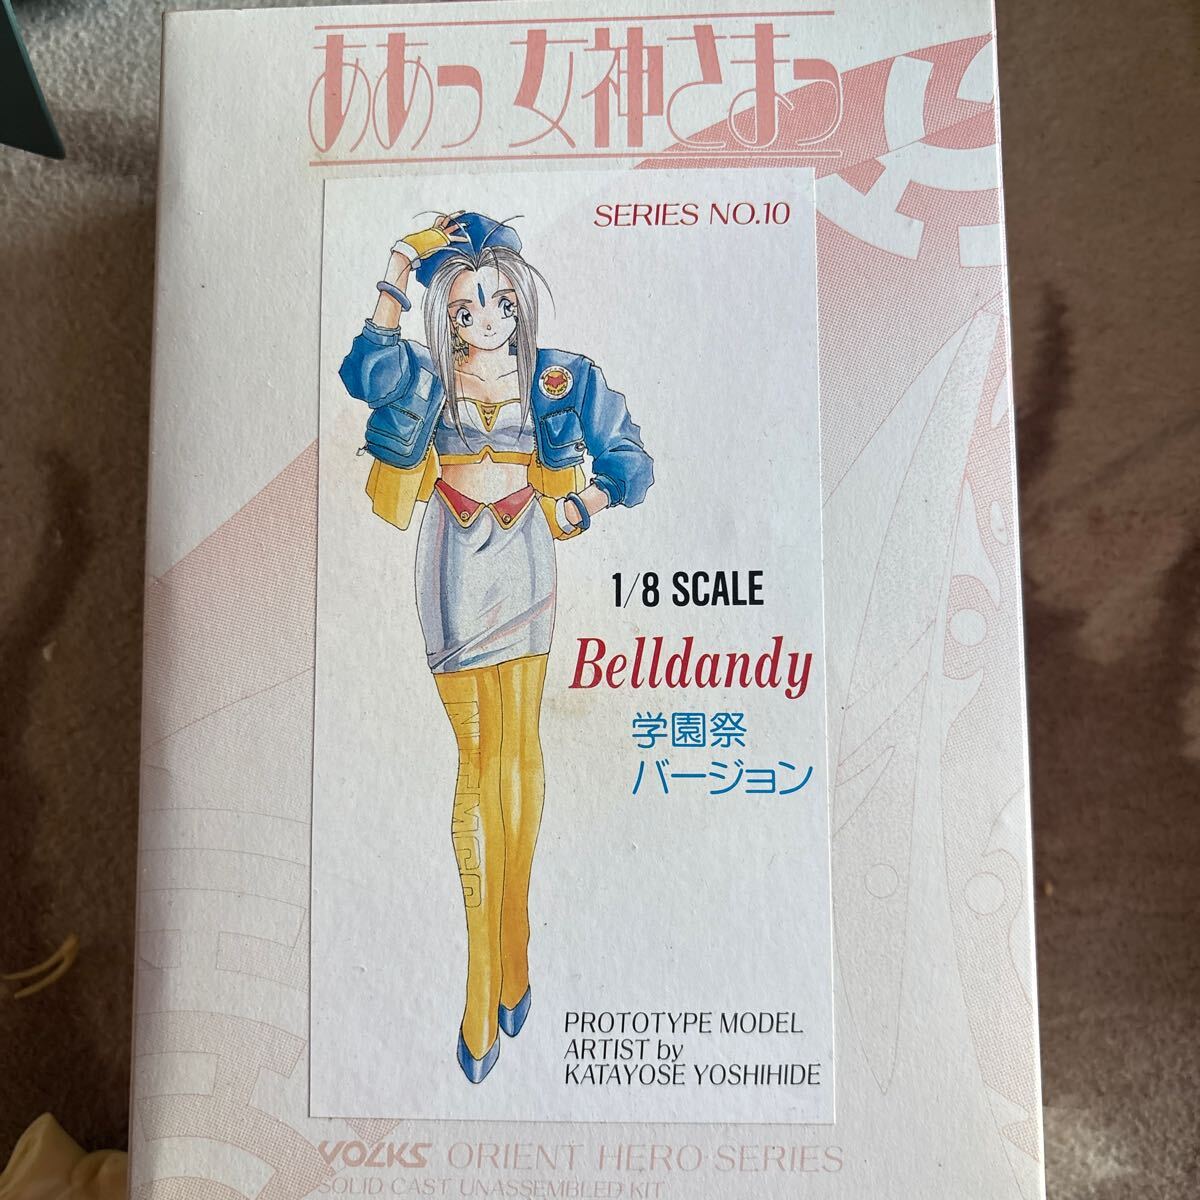 ああっ女神さまっ
SERIES NO.10
1/8 SCALE
Belldandy
学園祭
バージョン
NEMCC
PROTOTYPE MODEL
ARTIST by
KATAYOSE YOSHIHIDE
VOLKS ORIENT HERO·SERIES
SOLID CAST UNASSEMBLED KIT